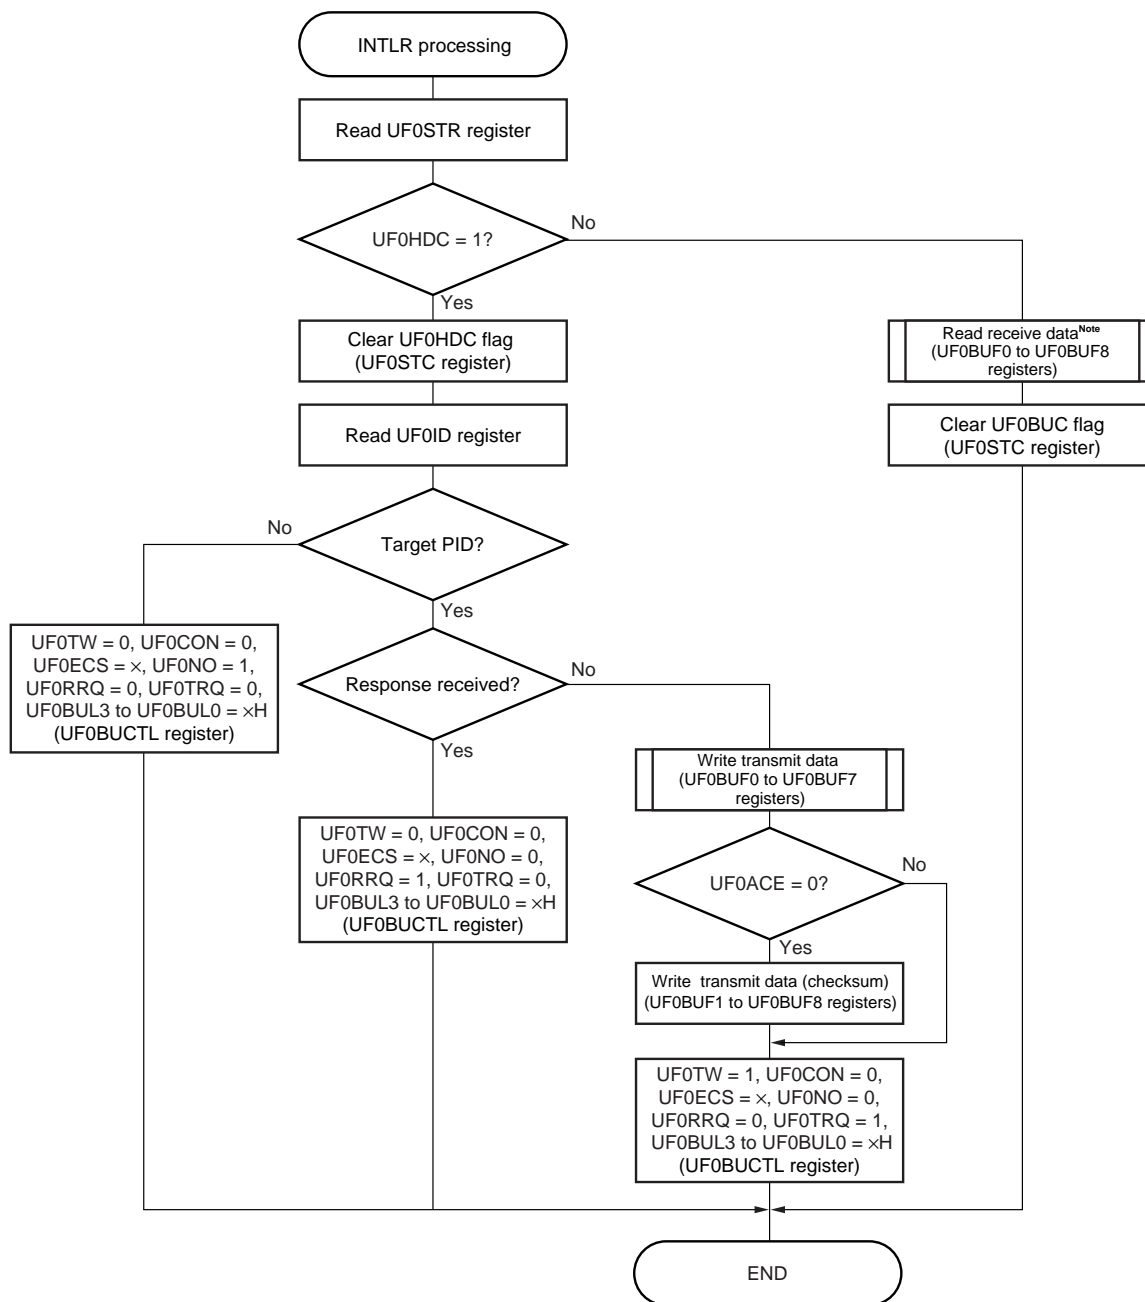 INTLR processing
Read UF0STR register
UF0HDC = 1?
No
Yes
Clear UF0HDC flag
(UF0STC register)
Read receive dataNote
(UF0BUF0 to UF0BUF8
registers)
Read UF0ID register
Clear UF0BUC flag
(UF0STC register)
No
Target PID?
Yes
UF0TW = 0, UF0CON = 0,
UF0ECS = ×, UF0NO = 1,
UF0RRQ = 0, UF0TRQ = 0,
UF0BUL3 to UF0BUL0 = ×H
(UF0BUCTL register)
Response received?
No
Yes
Write transmit data
(UF0BUF0 to UF0BUF7
registers)
UF0TW = 0, UF0CON = 0,
UF0ECS = ×, UF0NO = 0,
UF0RRQ = 1, UF0TRQ = 0,
UF0BUL3 to UF0BUL0 = ×H
(UF0BUCTL register)
UF0ACE = 0?
No
Yes
Write transmit data (checksum)
(UF0BUF1 to UF0BUF8 registers)
UF0TW = 1, UF0CON = 0,
UF0ECS = ×, UF0NO = 0,
UF0RRQ = 0, UF0TRQ = 1,
UF0BUL3 to UF0BUL0 = ×H
(UF0BUCTL register)
END